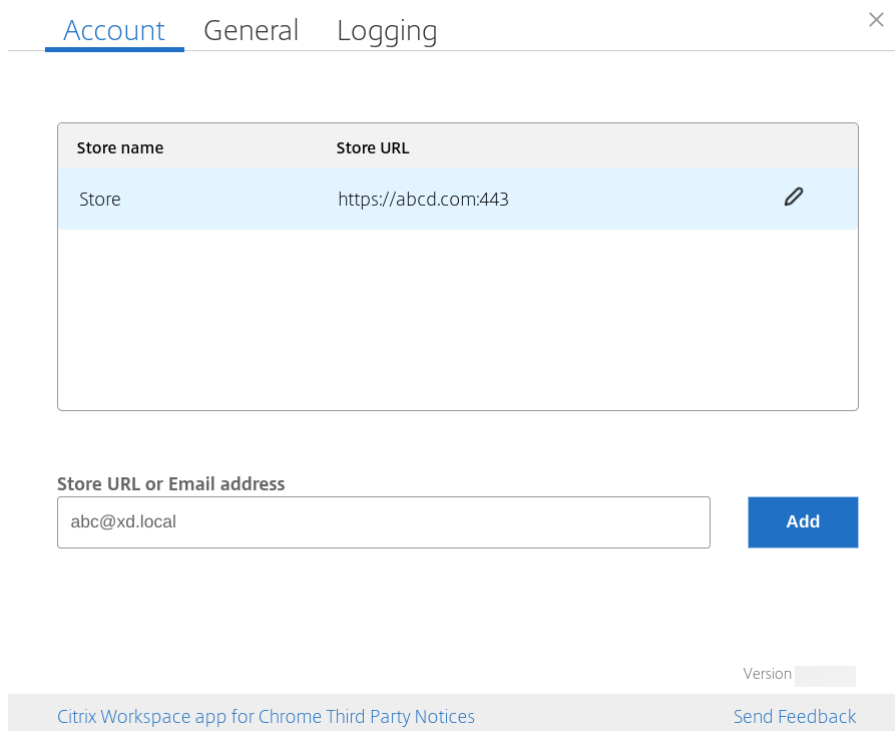 Account General Logging
Store name Store URL
Store https://abcd.com:443
Store URL or Email address
abc@xd.local Add
Version
Citrix Workspace app for Chrome Third Party Notices Send Feedback